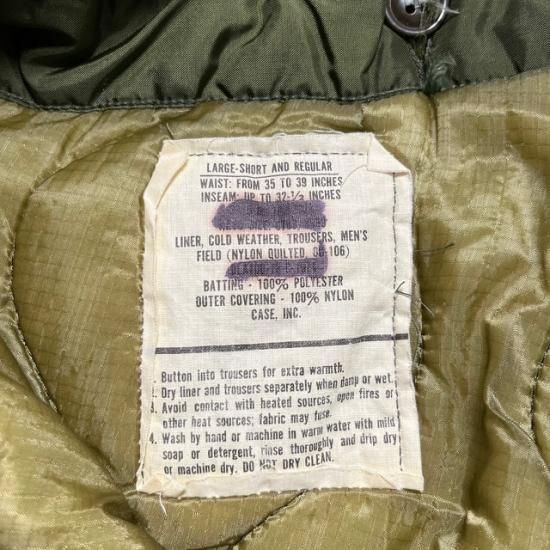 LARGE-SHORT AND REGULAR
WAIST: FROM 35 TO 39 INCHES
INSEAM: UP TO 32-½ INCHES
LINER, COLD WEATHER, TROUSERS, MEN'S
FIELD (NYLON QUILTED, 106)
BATTING - 100% POLYESTER
OUTER COVERING - 100% NYLON
CASE, INC.
. Button into trousers for extra warmth.
. Dry liner and trousers separately when damp or wet.
3. Avoid contact with heated sources, open fires or
other heat sources; fabric may fuse.
4. Wash by hand or machine in warm water with mild
soap or detergent, rinse thoroughly and drip dry
or machine dry. DO NOT DRY CLEAN.